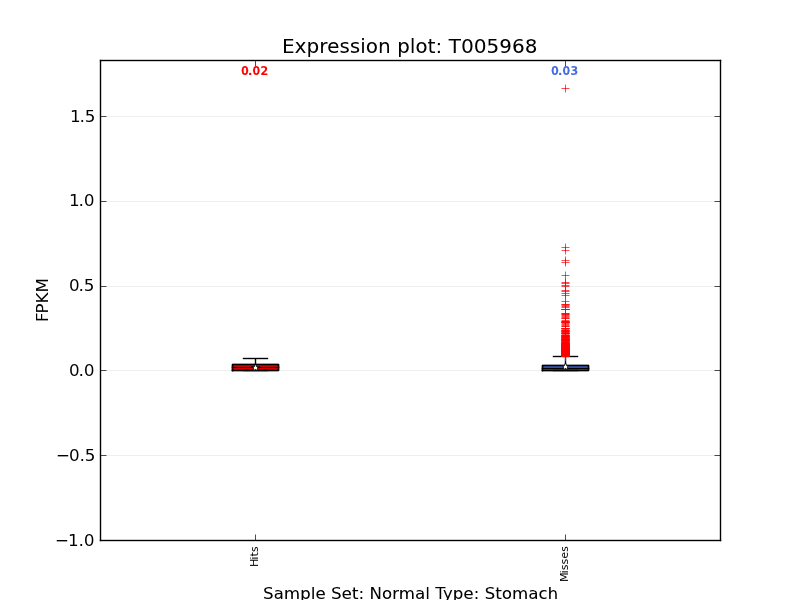 Expression plot: T005968
0.02
0.03
1.5
1.0
0.5
0.0
−0.5
−1.0
FPKM
Hits
Misses
Sample Set: Normal Type: Stomach